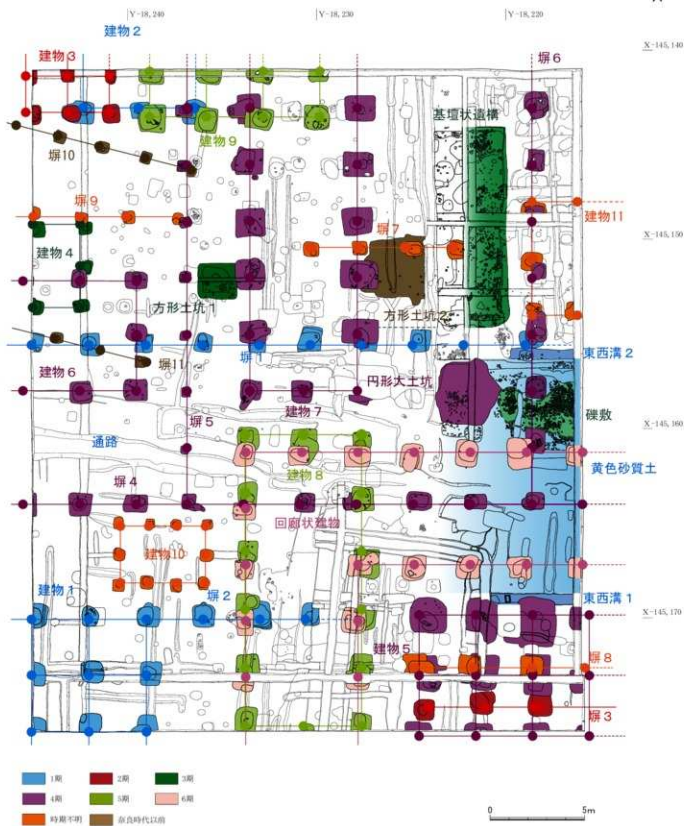 Y-18,240
Y-18,230
Y-18,220
X-145,140
建物2
建物3
塀6
基壇状遺構
建物9
塀10
塀9
塀7
建物11
X-145,150
建物4
方形土坑1
方形土坑2
塀1
東西溝2
塀11
建物6
円形大土坑
建物7
礫敷
塀5
X-145,160
通路
黄色砂質土
建物8
塀4
回廊状建物
建物10
建物1
塀2
東西溝1
X-145,170
建物5
塀8
塀3
1期
2期
3期
4期
5期
6期
時期不明
奈良時代以前
0
5m